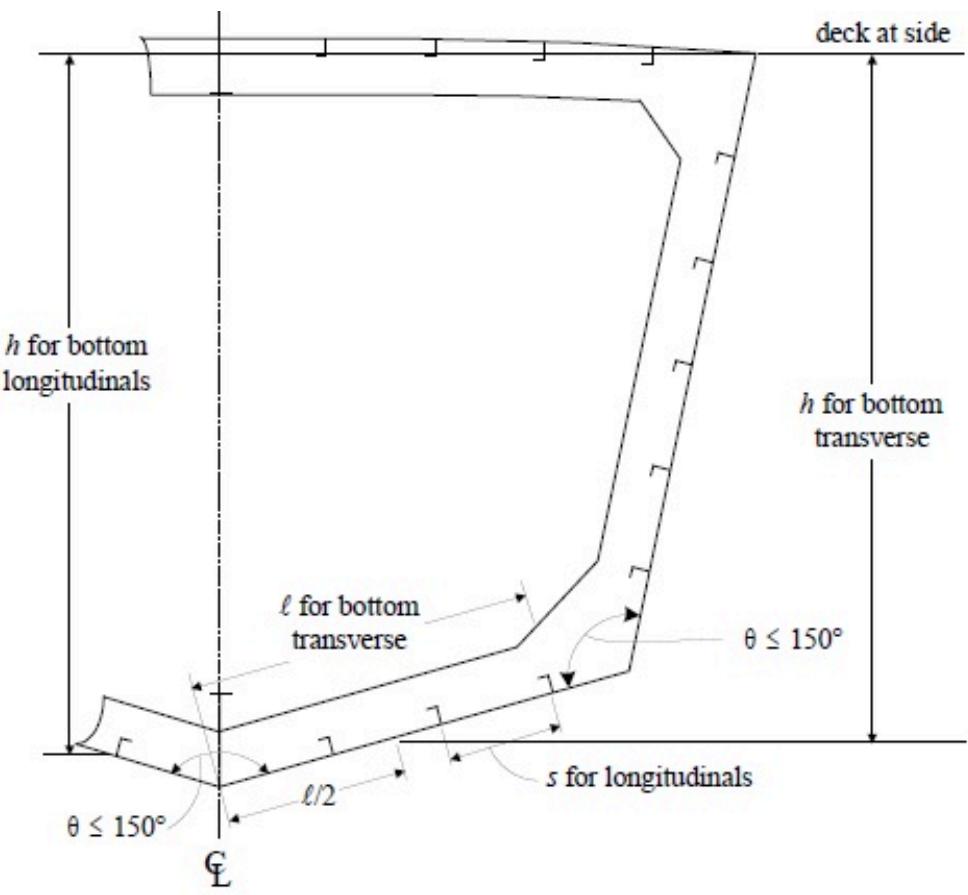 deck at side
h for bottom
longitudinals
h for bottom
transverse
ℓ for bottom
transverse
θ ≤ 150°
s for longitudinals
ℓ/2
θ ≤ 150°
℄